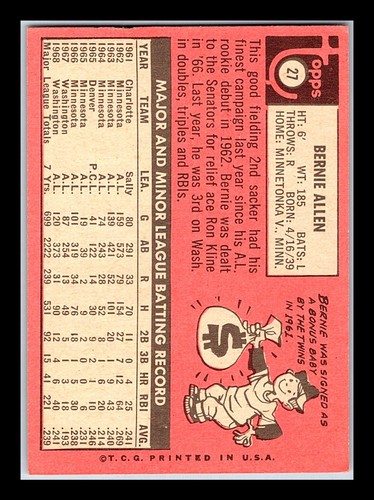 Topps
27
BERNIE ALLEN
HT: 6' WT: 185 BATS: L
THROWS: R BORN: 4/16/39
HOME: MINNETONKA V., MINN.
This good fielding 2nd sacker had his
finest campaign last year since his A.L.
rookie debut in 1962. Bernie was dealt
to the Senators for relief ace Ron Kline
in '66. Last year, he was 3rd on Wash.
in doubles, triples and RBIs.
BERNIE WAS SIGNED AS
A BONUS BABY
BY THE TWINS
IN 1961.
$
MAJOR AND MINOR LEAGUE BATTING RECORD
YEAR TEAM LEA. G AB R H 2B 3B HR RBI AVG.
1961 Charlotte Sally 80 291 33 70 11 0 4 25 .241
1962 Minnesota A.L. 159 573 79 154 27 7 12 64 .269
1963 Minnesota A.L. 139 421 52 101 20 1 9 43 .240
1964 Minnesota A.L. 74 243 28 52 8 1 6 20 .214
1965 Minnesota A.L. 19 39 2 9 2 0 0 6 .231
Denver P.C.L. 41 142 14 35 10 .246
1966 Minnesota A.L. 101 319 34 76 18 1 5 30 .238
1967 Washington A.L. 87 254 13 49 5 1 3 18 .193
1968 Washington A.L. 120 373 31 90 12 4 6 40 .241
Major League Totals 7 Yrs. 699 2222 239 531 92 15 41 221 .239
©T.C.G. PRINTED IN U.S.A.